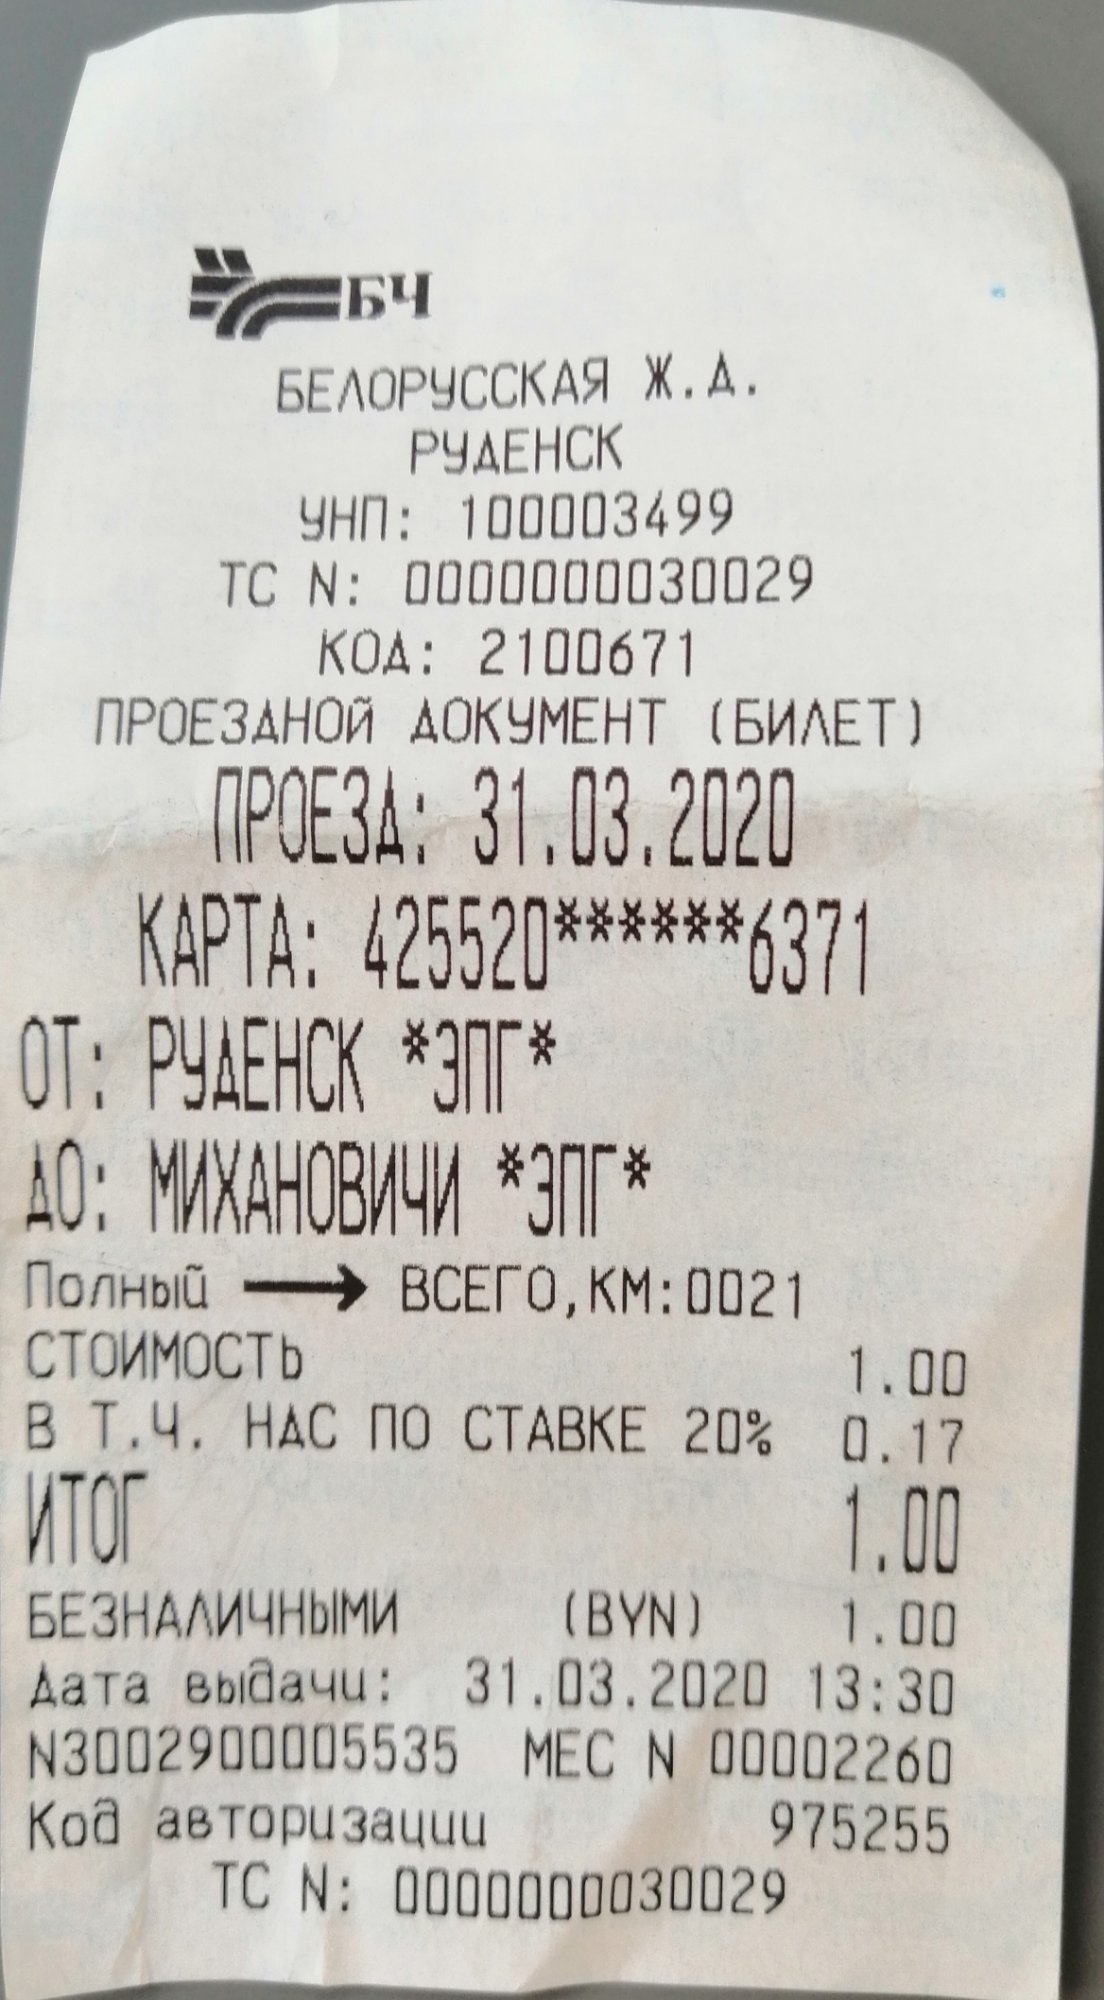 БЧ
БЕЛОРУССКАЯ Ж.Д.
РУДЕНСК
УНП: 100003499
ТС N: 0000000030029
КОД: 2100671
ПРОЕЗДНОЙ ДОКУМЕНТ (БИЛЕТ)
ПРОЕЗД: 31.03.2020
КАРТА: 425520******6371
ОТ: РУДЕНСК *ЭПГ*
ДО: МИХАНОВИЧИ *ЭПГ*
Полный → ВСЕГО,КМ:0021
СТОИМОСТЬ 1.00
В Т.Ч. НДС ПО СТАВКЕ 20% 0.17
ИТОГ 1.00
БЕЗНАЛИЧНЫМИ (BYN) 1.00
Дата выдачи: 31.03.2020 13:30
N3002900005535 МЕС N 00002260
Код авторизации 975255
ТС N: 0000000030029